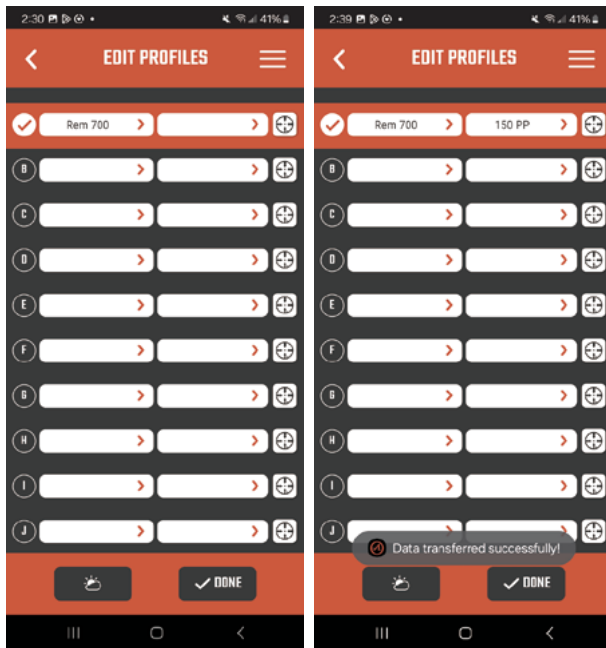 2:30
41%
EDIT PROFILES
Rem 700
B
C
D
E
F
G
H
I
J
DONE
2:39
41%
EDIT PROFILES
Rem 700
150 PP
B
C
D
E
F
G
H
I
J
Data transferred successfully!
DONE